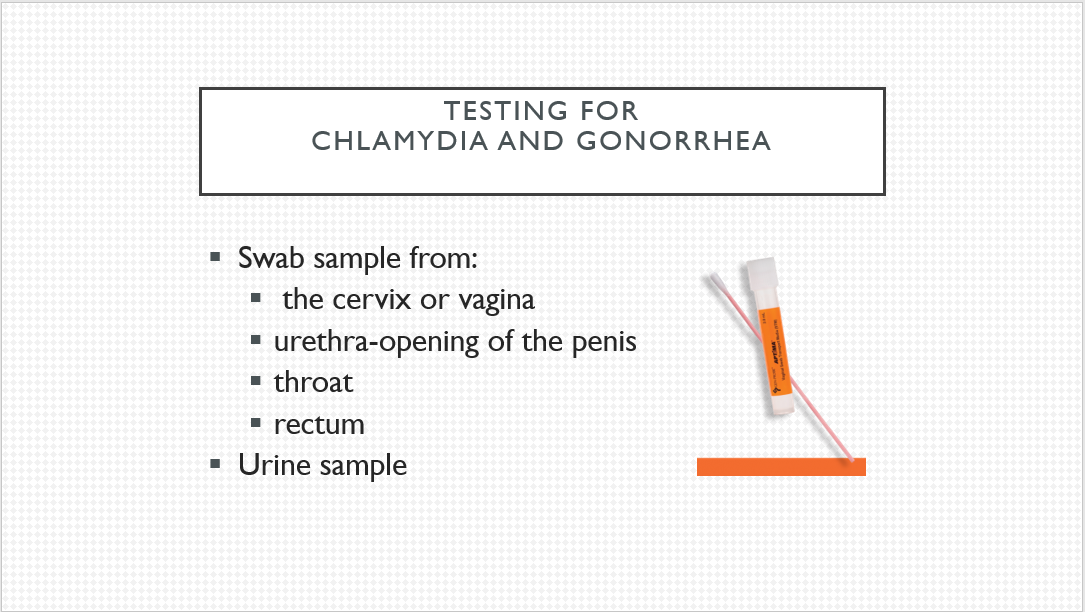 TESTING FOR
CHLAMYDIA AND GONORRHEA
▪ Swab sample from:
▪ the cervix or vagina
▪ urethra-opening of the penis
▪ throat
▪ rectum
▪ Urine sample
APTIMA